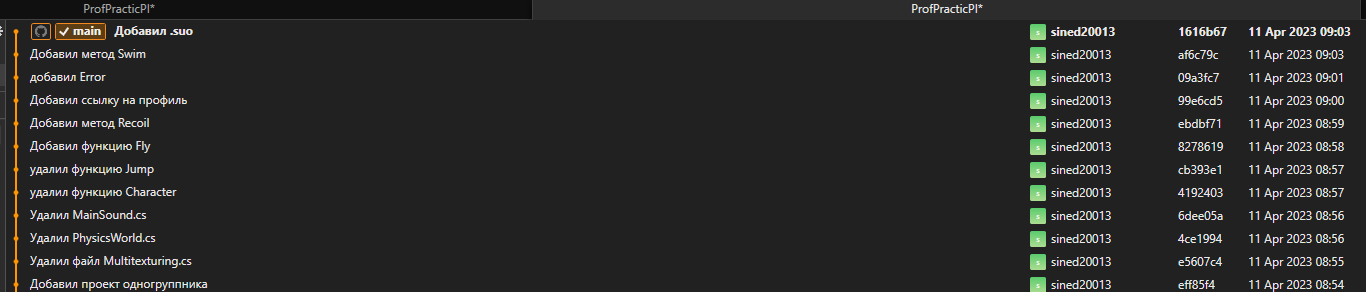 ProfPracticPI* ProfPracticPI*
main Добавил .suo s sined20013 1616b67 11 Apr 2023 09:03
Добавил метод Swim s sined20013 af6c79c 11 Apr 2023 09:03
добавил Error s sined20013 09a3fc7 11 Apr 2023 09:01
Добавил ссылку на профиль s sined20013 99e6cd5 11 Apr 2023 09:00
Добавил метод Recoil s sined20013 ebdbf71 11 Apr 2023 08:59
Добавил функцию Fly s sined20013 8278619 11 Apr 2023 08:58
удалил функцию Jump s sined20013 cb393e1 11 Apr 2023 08:57
удалил функцию Character s sined20013 4192403 11 Apr 2023 08:57
Удалил MainSound.cs s sined20013 6dee05a 11 Apr 2023 08:56
Удалил PhysicsWorld.cs s sined20013 4ce1994 11 Apr 2023 08:56
Удалил файл Multitexturing.cs s sined20013 e5607c4 11 Apr 2023 08:55
Добавил проект одногруппника s sined20013 eff85f4 11 Apr 2023 08:54